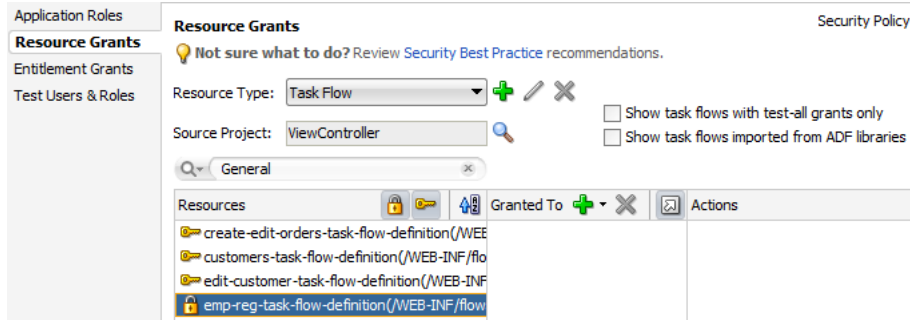 Application Roles
Resource Grants
Entitlement Grants
Test Users & Roles
Resource Grants
Security Policy
Not sure what to do? Review Security Best Practice recommendations.
Resource Type: Task Flow
Show task flows with test-all grants only
Source Project: ViewController
Show task flows imported from ADF libraries
General
Resources Granted To Actions
create-edit-orders-task-flow-definition(/WEB
customers-task-flow-definition(/WEB-INF/flo
edit-customer-task-flow-definition(/WEB-INF
emp-reg-task-flow-definition(/WEB-INF/flow